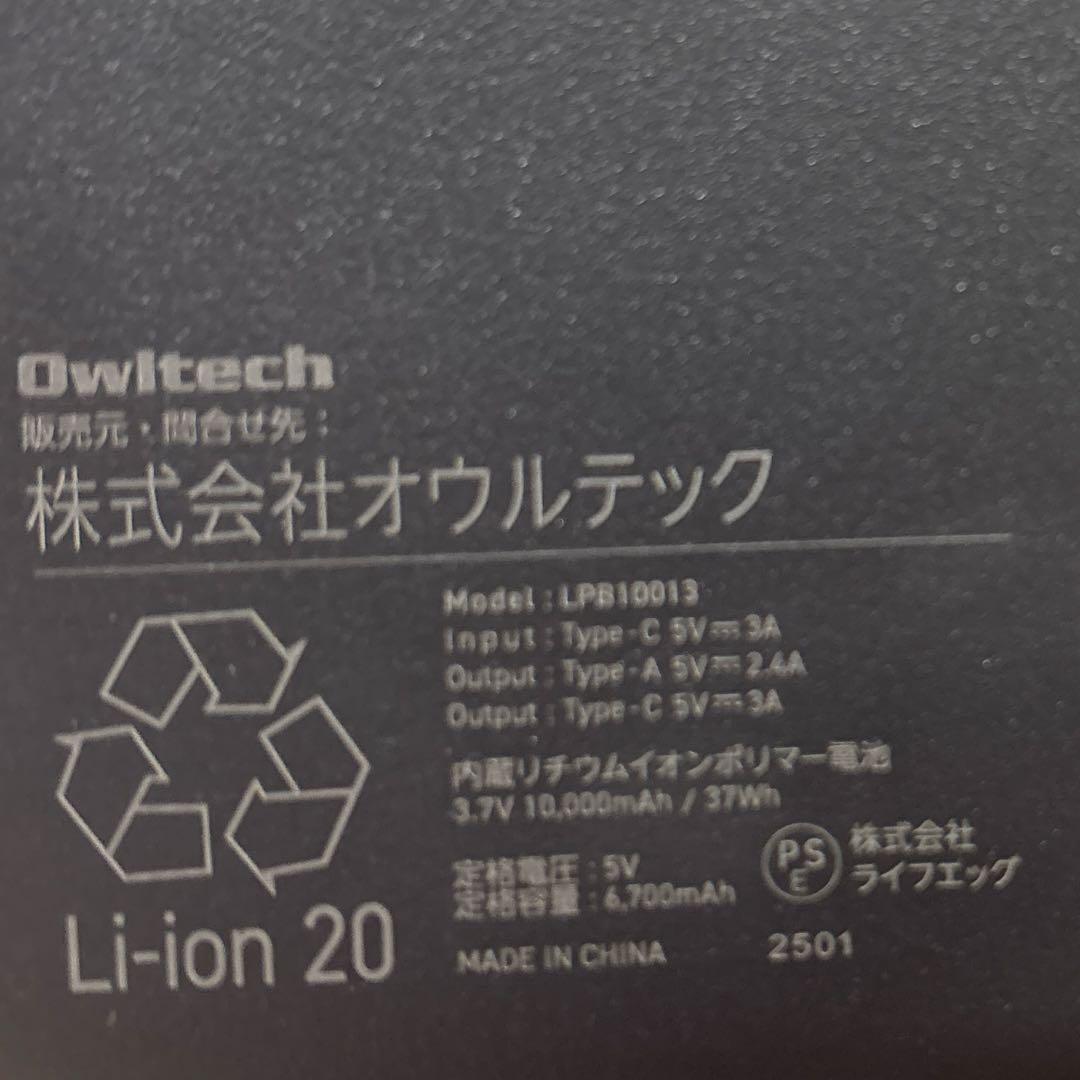 Owltech
販売元・問合せ先：
株式会社オウルテック
Model : LPB10013
Input : Type-C 5V⎓3A
Output : Type-A 5V⎓2.4A
Output : Type-C 5V⎓3A
内蔵リチウムイオンポリマー電池
3.7V 10,000mAh / 37Wh
定格電圧：5V
定格容量：6,700mAh
PSE
株式会社
ライフエッグ
MADE IN CHINA
2501
Li-ion 20